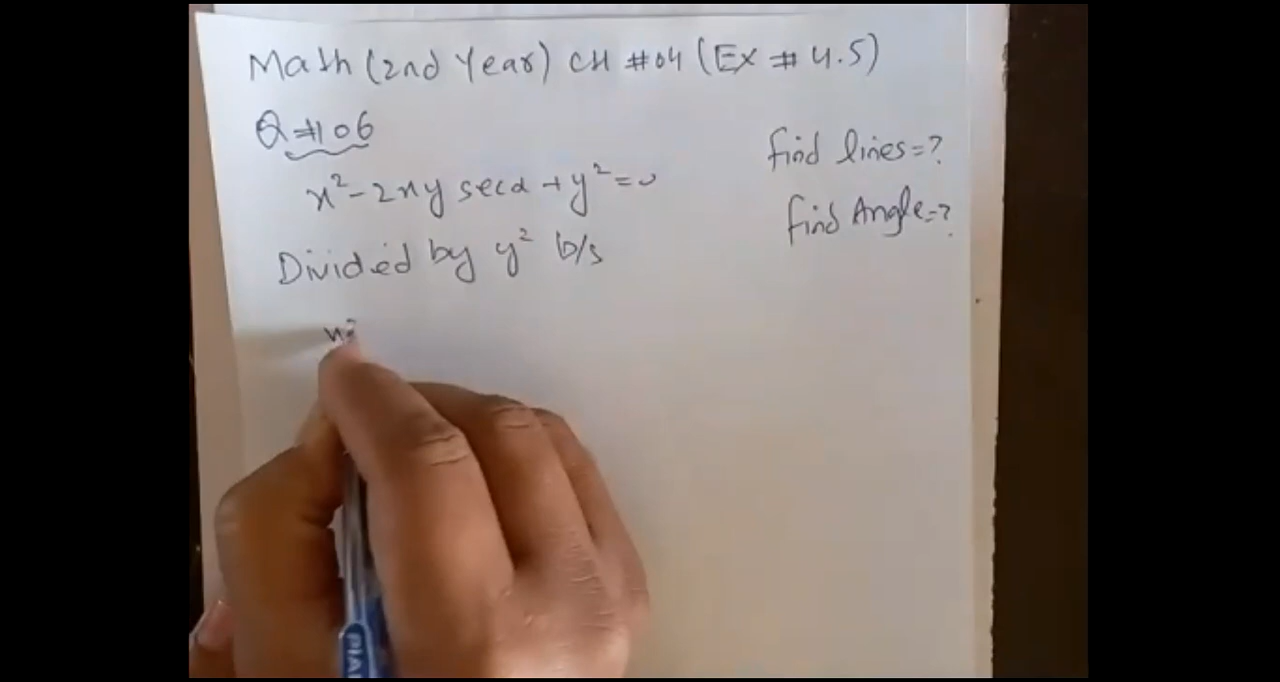 Math (2nd Year) CH #04 (Ex # 4.5)
Q#06
x²-2xy secα+y²=0
Divided by y² b/s
x²
find lines=?
find Angle=?